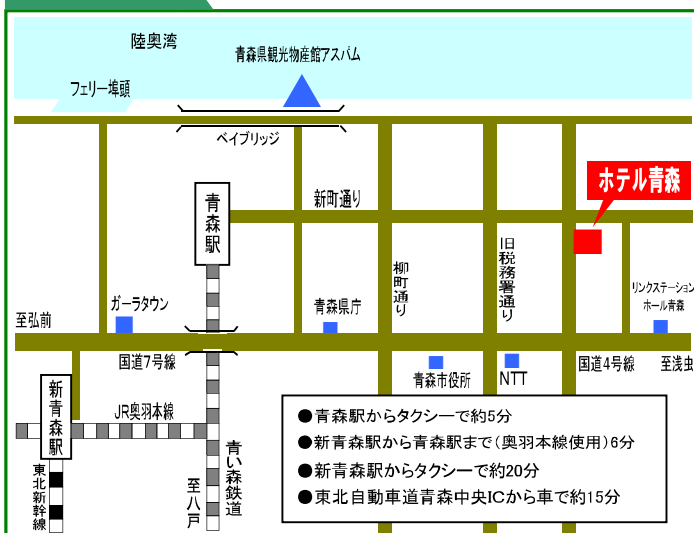 陸奥湾
青森県観光物産館アスパム
フェリー埠頭
ベイブリッジ
ホテル青森
新町通り
青森駅
旧税務署通り
柳町通り
リンクステーション
ホール青森
ガーラタウン
青森県庁
至弘前
国道7号線
国道4号線
至浅虫
青森市役所
NTT
新青森駅
JR奥羽本線
青い森鉄道
至八戸
東北新幹線
●青森駅からタクシーで約5分
●新青森駅から青森駅まで(奥羽本線使用)6分
●新青森駅からタクシーで約20分
●東北自動車道青森中央ICから車で約15分